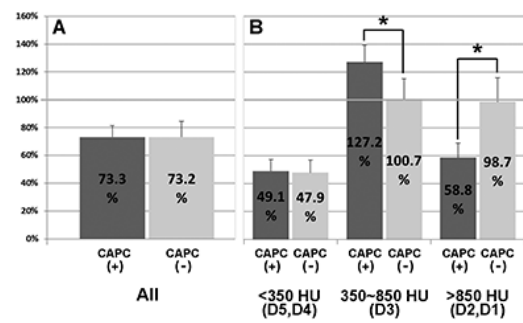 A
B
160%
140%
120%
100%
80%
60%
40%
20%
0%
73.3
%
73.2
%
49.1
%
47.9
%
127.2
%
100.7
%
58.8
%
98.7
%
*
*
CAPC
(+)
CAPC
(-)
CAPC
(+)
CAPC
(-)
CAPC
(+)
CAPC
(-)
CAPC
(+)
CAPC
(-)
All
<350 HU
(D5,D4)
350~850 HU
(D3)
>850 HU
(D2,D1)